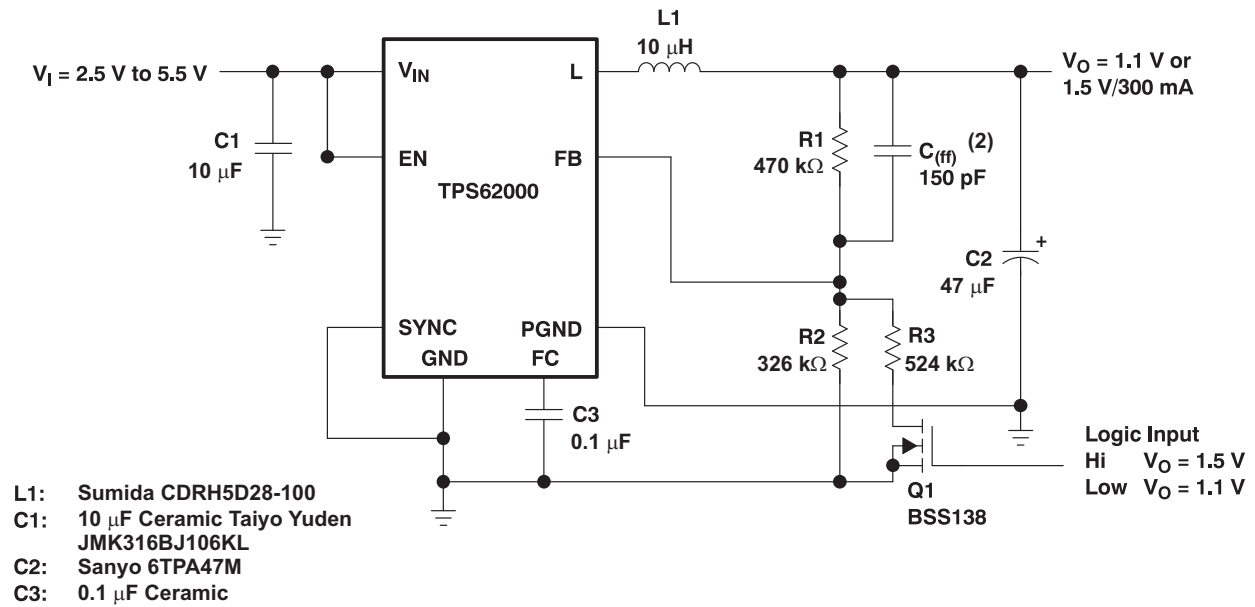 L1
10 μH
V_I = 2.5 V to 5.5 V
V_IN
L
V_O = 1.1 V or
1.5 V/300 mA
C1
10 μF
EN
FB
TPS62000
R1
470 kΩ
C_(ff) (2)
150 pF
C2
47 μF
+
SYNC
PGND
GND
FC
R2
326 kΩ
R3
524 kΩ
C3
0.1 μF
Q1
BSS138
Logic Input
Hi V_O = 1.5 V
Low V_O = 1.1 V
L1: Sumida CDRH5D28-100
C1: 10 μF Ceramic Taiyo Yuden
JMK316BJ106KL
C2: Sanyo 6TPA47M
C3: 0.1 μF Ceramic